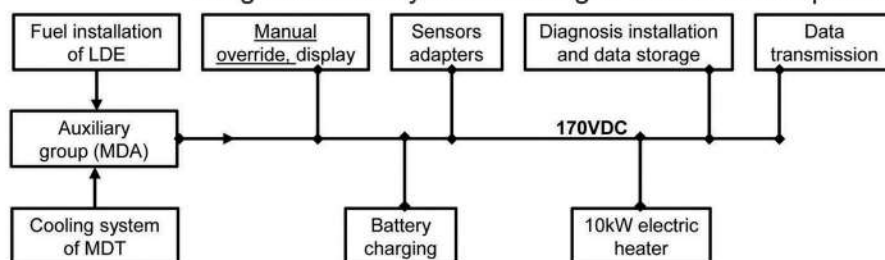 Fuel installation
of LDE
Manual
override, display
Sensors
adapters
Diagnosis installation
and data storage
Data
transmission
Auxiliary
group (MDA)
170VDC
Cooling system
of MDT
Battery
charging
10kW electric
heater